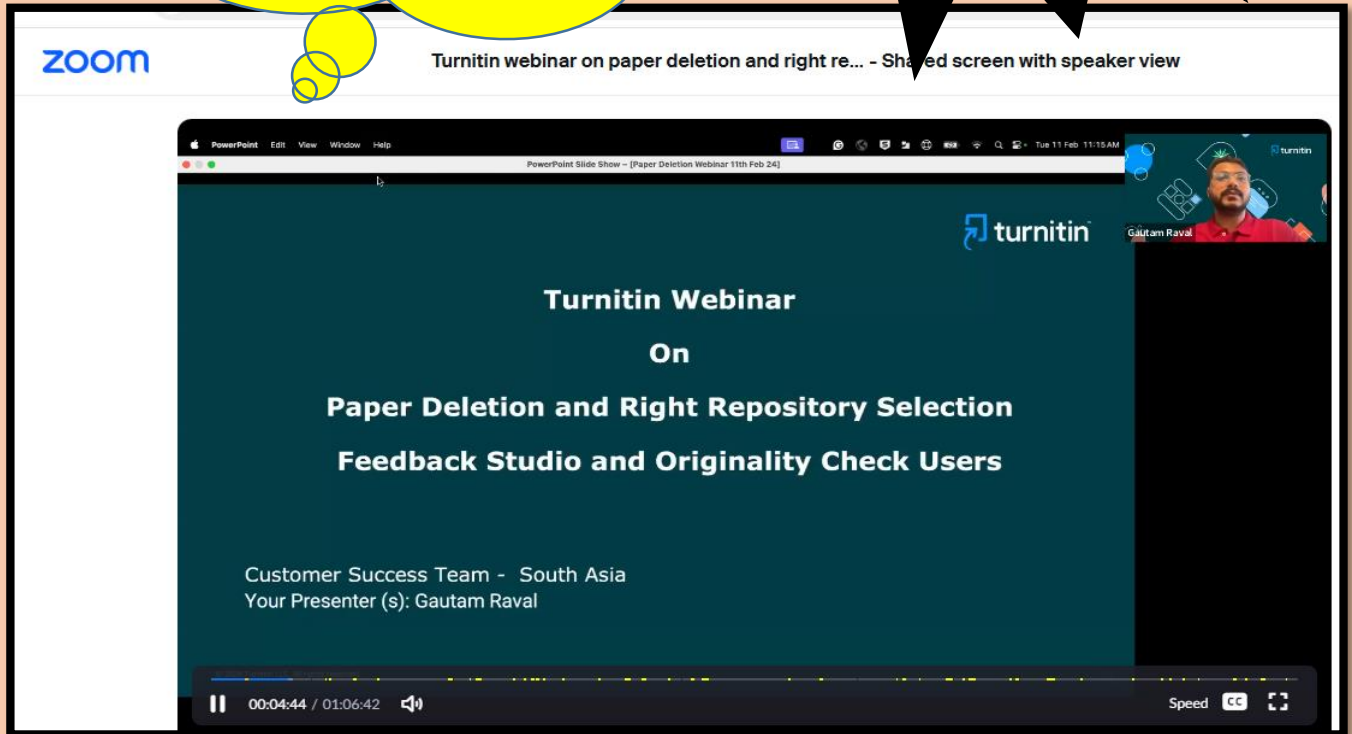 zoom
Turnitin webinar on paper deletion and right re... - Shared screen with speaker view
PowerPoint Edit View Window Help
Tue 11 Feb 11:15 AM
PowerPoint Slide Show – [Paper Deletion Webinar 11th Feb 24]
turnitin
turnitin
Gautam Raval
Turnitin Webinar
On
Paper Deletion and Right Repository Selection
Feedback Studio and Originality Check Users
Customer Success Team - South Asia
Your Presenter (s): Gautam Raval
00:04:44 / 01:06:42
Speed CC